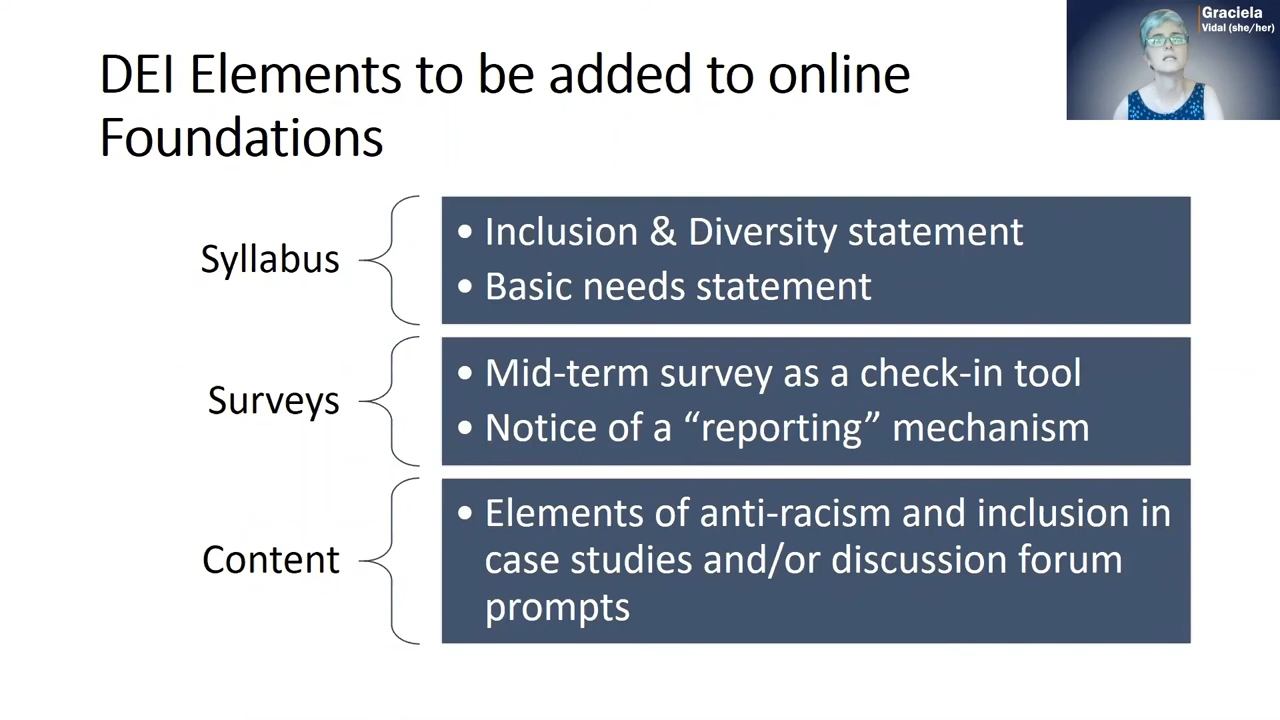 DEI Elements to be added to online
Foundations
Graciela
Vidal (she/her)
Syllabus
• Inclusion & Diversity statement
• Basic needs statement
Surveys
• Mid-term survey as a check-in tool
• Notice of a “reporting” mechanism
Content
• Elements of anti-racism and inclusion in
case studies and/or discussion forum
prompts